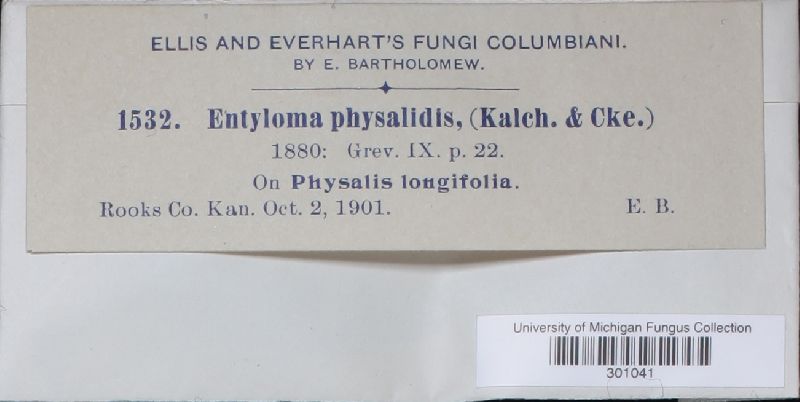 ELLIS AND EVERHART'S FUNGI COLUMBIANI.
BY E. BARTHOLOMEW.
1532. Entyloma physalidis, (Kalch. & Cke.)
1880: Grev. IX. p. 22.
On Physalis longifolia.
Rooks Co. Kan. Oct. 2, 1901. E. B.
University of Michigan Fungus Collection
301041